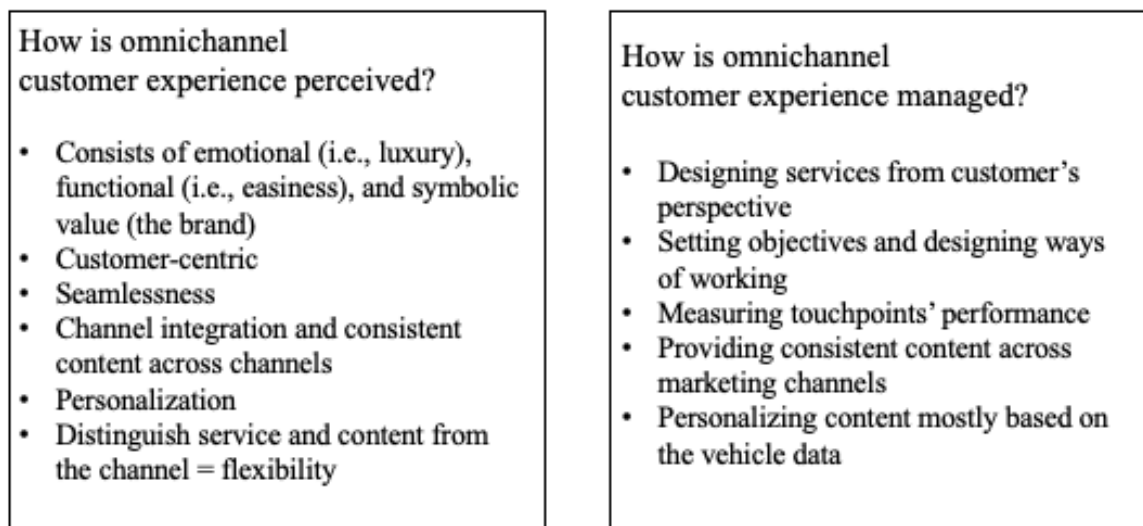 How is omnichannel
customer experience perceived?
• Consists of emotional (i.e., luxury),
functional (i.e., easiness), and symbolic
value (the brand)
• Customer-centric
• Seamlessness
• Channel integration and consistent
content across channels
• Personalization
• Distinguish service and content from
the channel = flexibility
How is omnichannel
customer experience managed?
• Designing services from customer’s
perspective
• Setting objectives and designing ways
of working
• Measuring touchpoints’ performance
• Providing consistent content across
marketing channels
• Personalizing content mostly based on
the vehicle data